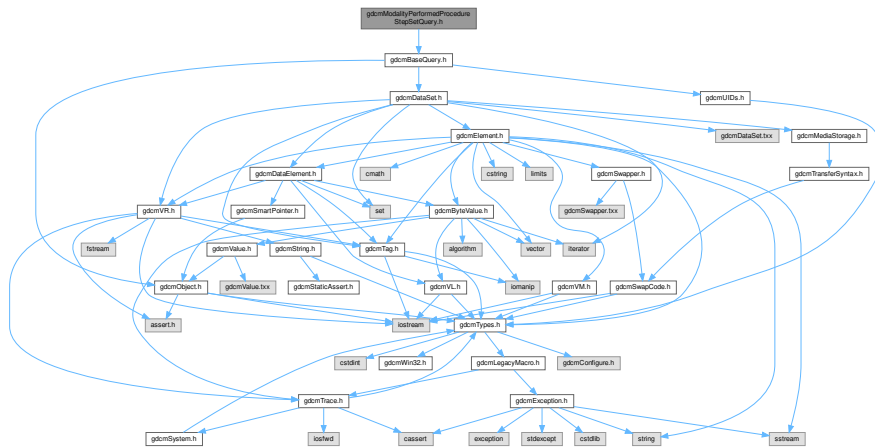 gdcmModalityPerformedProcedure
StepSetQuery.h
gdcmBaseQuery.h
gdcmDataSet.h
gdcmUIDs.h
gdcmElement.h
gdcmDataSet.txx
gdcmMediaStorage.h
gdcmDataElement.h
cmath
cstring
limits
gdcmSwapper.h
gdcmTransferSyntax.h
gdcmVR.h
gdcmSmartPointer.h
set
gdcmByteValue.h
gdcmSwapper.txx
fstream
gdcmValue.h
gdcmString.h
gdcmTag.h
algorithm
vector
iterator
gdcmObject.h
gdcmValue.txx
gdcmStaticAssert.h
gdcmVL.h
iomanip
gdcmVM.h
gdcmSwapCode.h
assert.h
iostream
gdcmTypes.h
cstdint
gdcmWin32.h
gdcmLegacyMacro.h
gdcmConfigure.h
gdcmTrace.h
gdcmException.h
gdcmSystem.h
iosfwd
cassert
exception
stdexcept
cstdlib
string
sstream